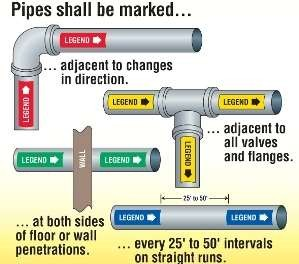 Pipes shall be marked...
LEGEND
LEGEND
... adjacent to changes
in direction.
LEGEND
LEGEND
LEGEND
... adjacent to
all valves
and flanges.
LEGEND
WALL
LEGEND
... at both sides
of floor or wall
penetrations.
25' to 50'
LEGEND
LEGEND
... every 25' to 50' intervals
on straight runs.